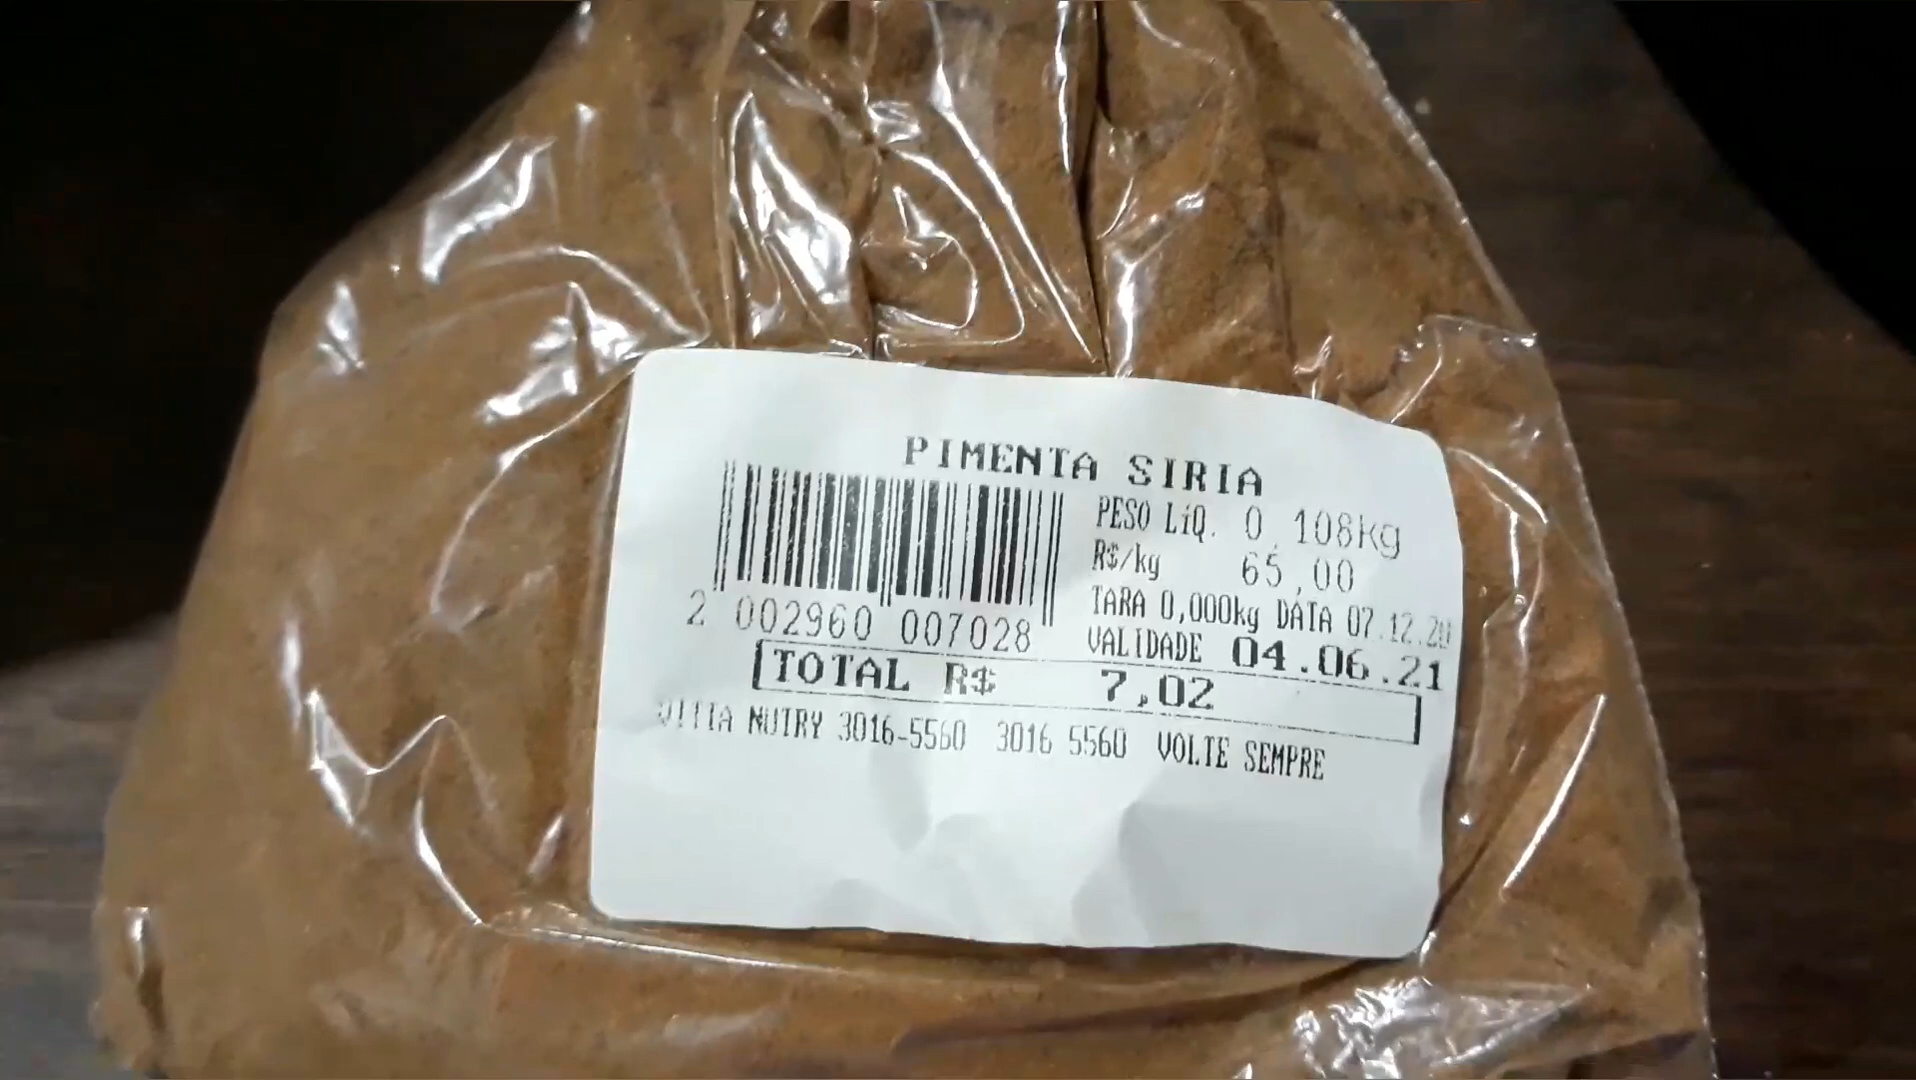 PIMENTA SIRIA
PESO LíQ. 0,108kg
R$/kg 65,00
TARA 0,000kg DATA 07.12.20
2 002960 007028
VALIDADE 04.06.21
TOTAL R$ 7,02
NUTRY 3016-5560 3016 5560 VOLTE SEMPRE